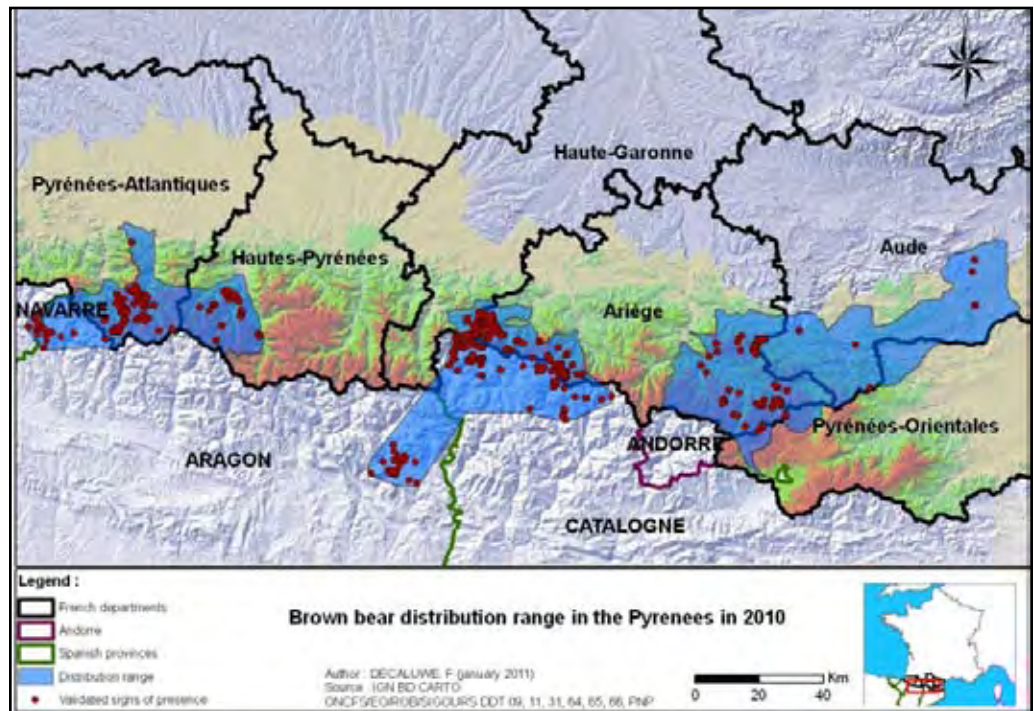 Haute-Garonne
Pyrénées-Atlantiques
Aude
Hautes-Pyrénées
NAVARRE
Ariège
Pyrénées-Orientales
ANDORRE
ARAGON
CATALOGNE
Legend :
French departments
Andorre
Spanish provinces
Distribution range
Validated signs of presence
Brown bear distribution range in the Pyrenees in 2010
Author : DECALUWE. F (january 2011)
Source : IGN BD CARTO
ONCFS/EO/ROB/SIG/OURS DDT 09, 11, 31, 64, 65, 66, PNP
Km
0 20 40